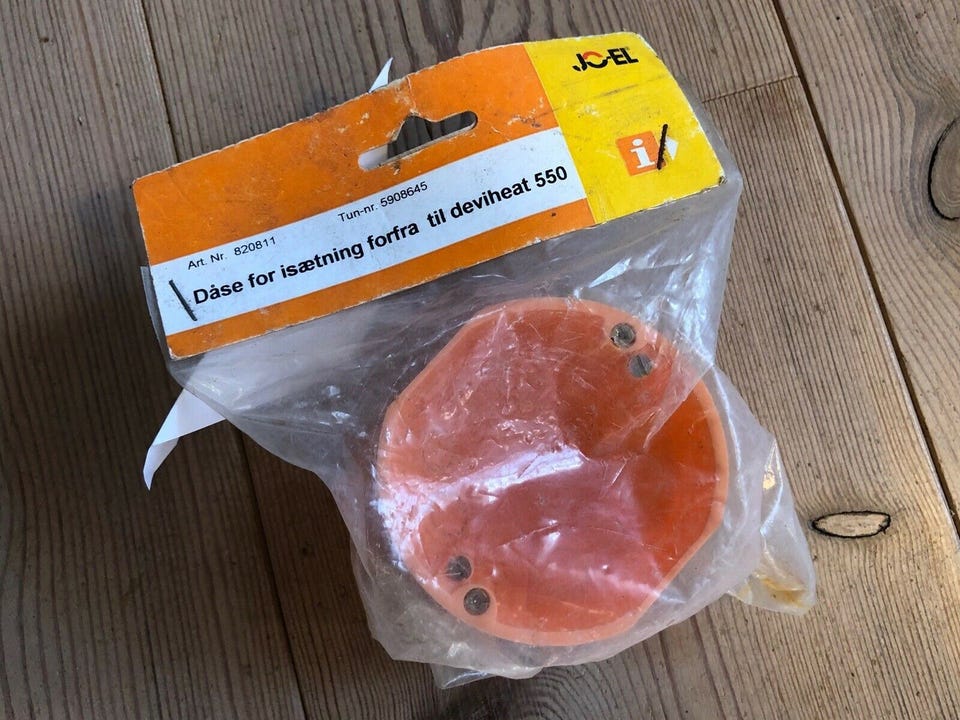 JO-EL
i
Art. Nr. 820811 Tun-nr. 5908645
Dåse for isætning forfra til deviheat 550